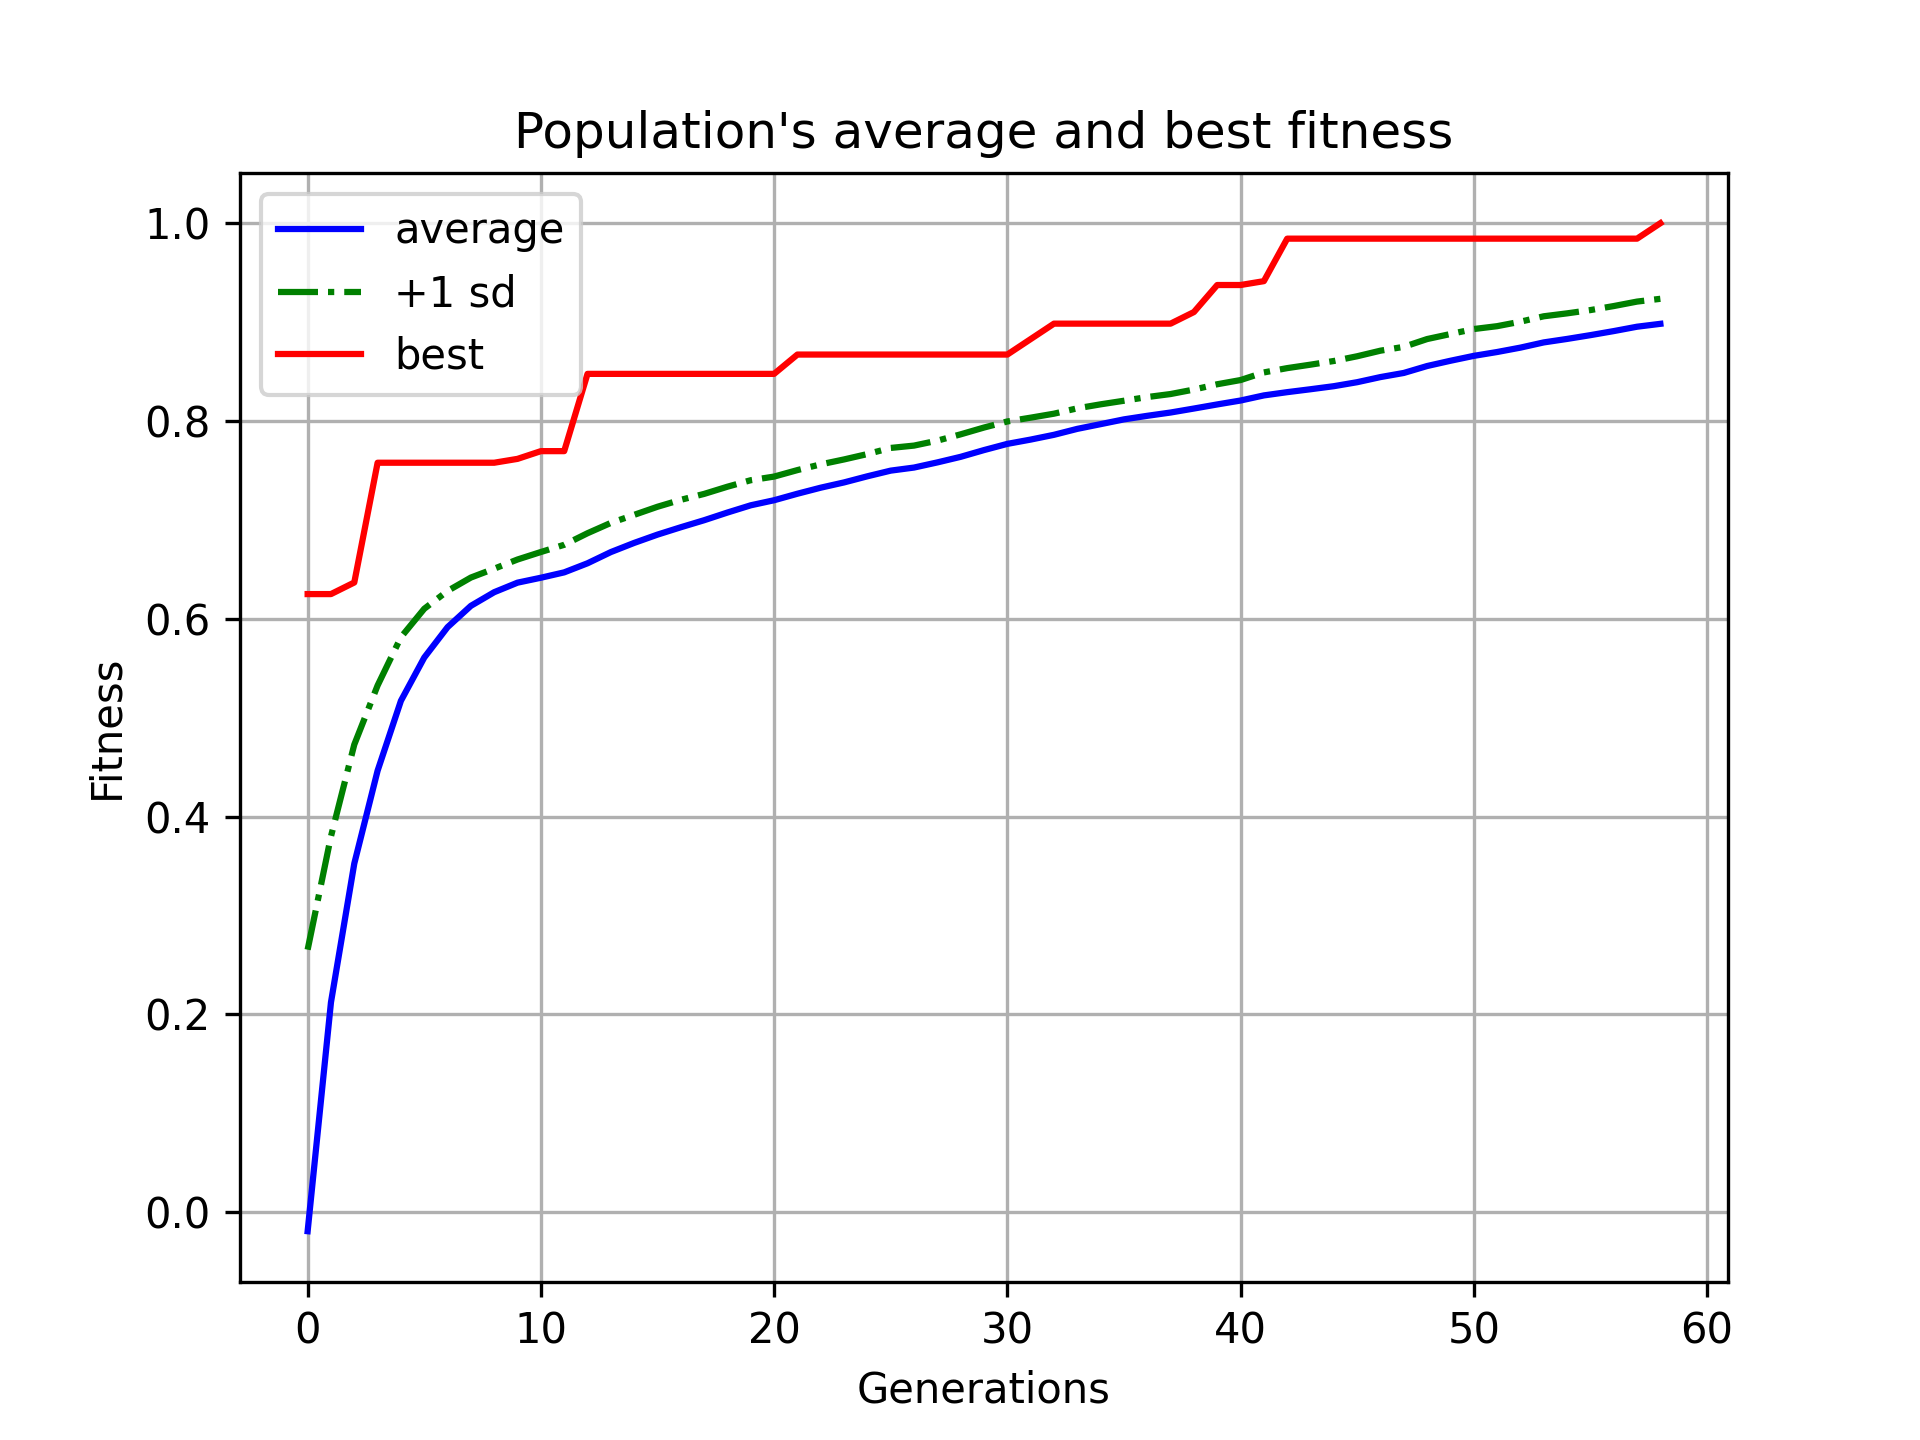 Population's average and best fitness
average
+1 sd
best
Fitness
1.0
0.8
0.6
0.4
0.2
0.0
0 10 20 30 40 50 60
Generations